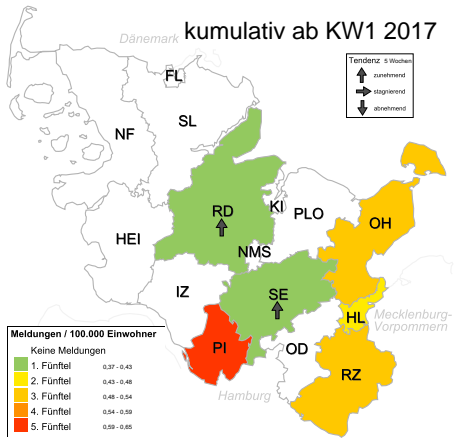 kumulativ ab KW1 2017
Dänemark
Tendenz 5 Wochen
zunehmend
stagnierend
abnehmend
FL
SL
NF
RD
KI
PLO
OH
HEI
NMS
IZ
SE
HL
Mecklenburg-
Vorpommern
PI
OD
RZ
Hamburg
Meldungen / 100.000 Einwohner
Keine Meldungen
1. Fünftel 0,37 - 0,43
2. Fünftel 0,43 - 0,48
3. Fünftel 0,48 - 0,54
4. Fünftel 0,54 - 0,59
5. Fünftel 0,59 - 0,65